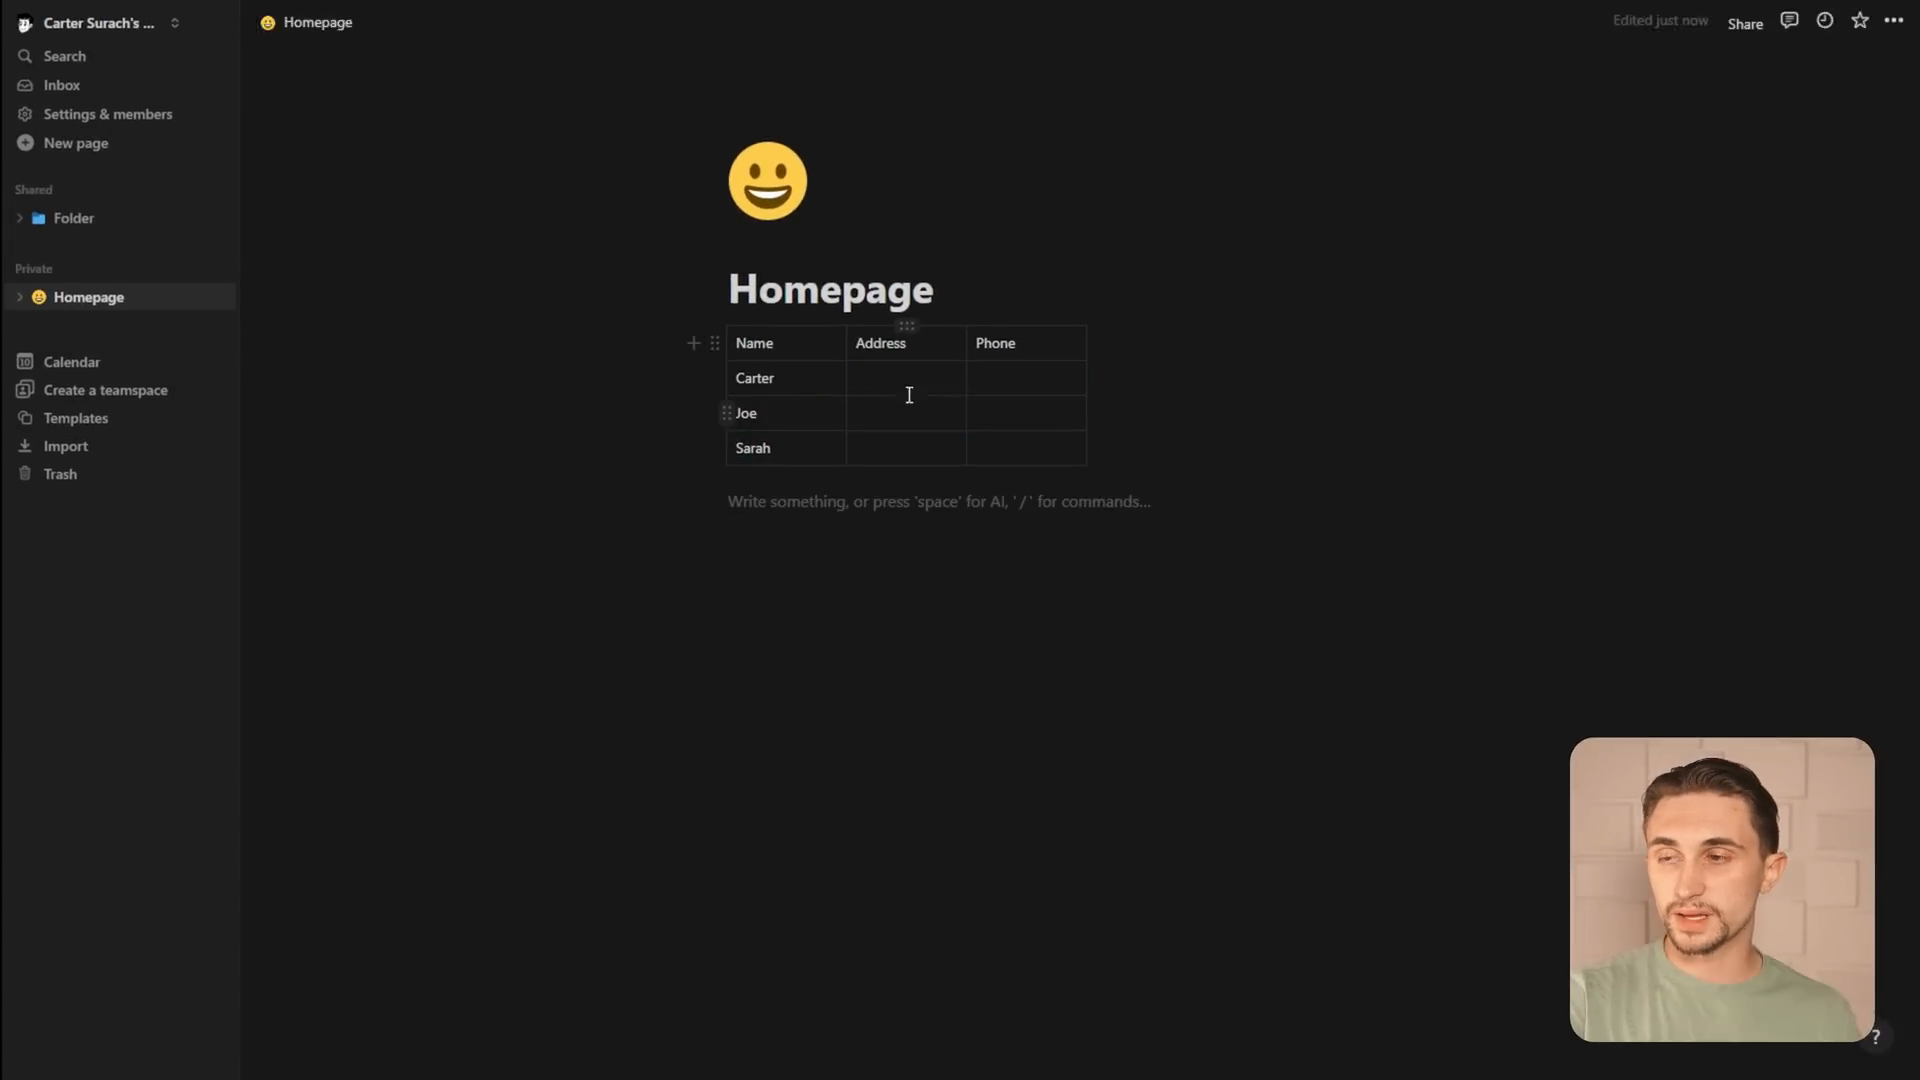 Carter Surach's ...
Search
Inbox
Settings & members
New page
Shared
Folder
Private
Homepage
10
Calendar
Create a teamspace
Templates
Import
Trash
Homepage
Edited just now
Share
Homepage
Name Address Phone
Carter
Joe
Sarah
Write something, or press 'space' for AI, '/' for commands...
?